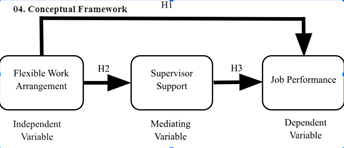 H1
04. Conceptual Framework
Flexible Work
Arrangement
H2
Supervisor
Support
H3
Job Performance
Independent
Variable
Mediating
Variable
Dependent
Variable